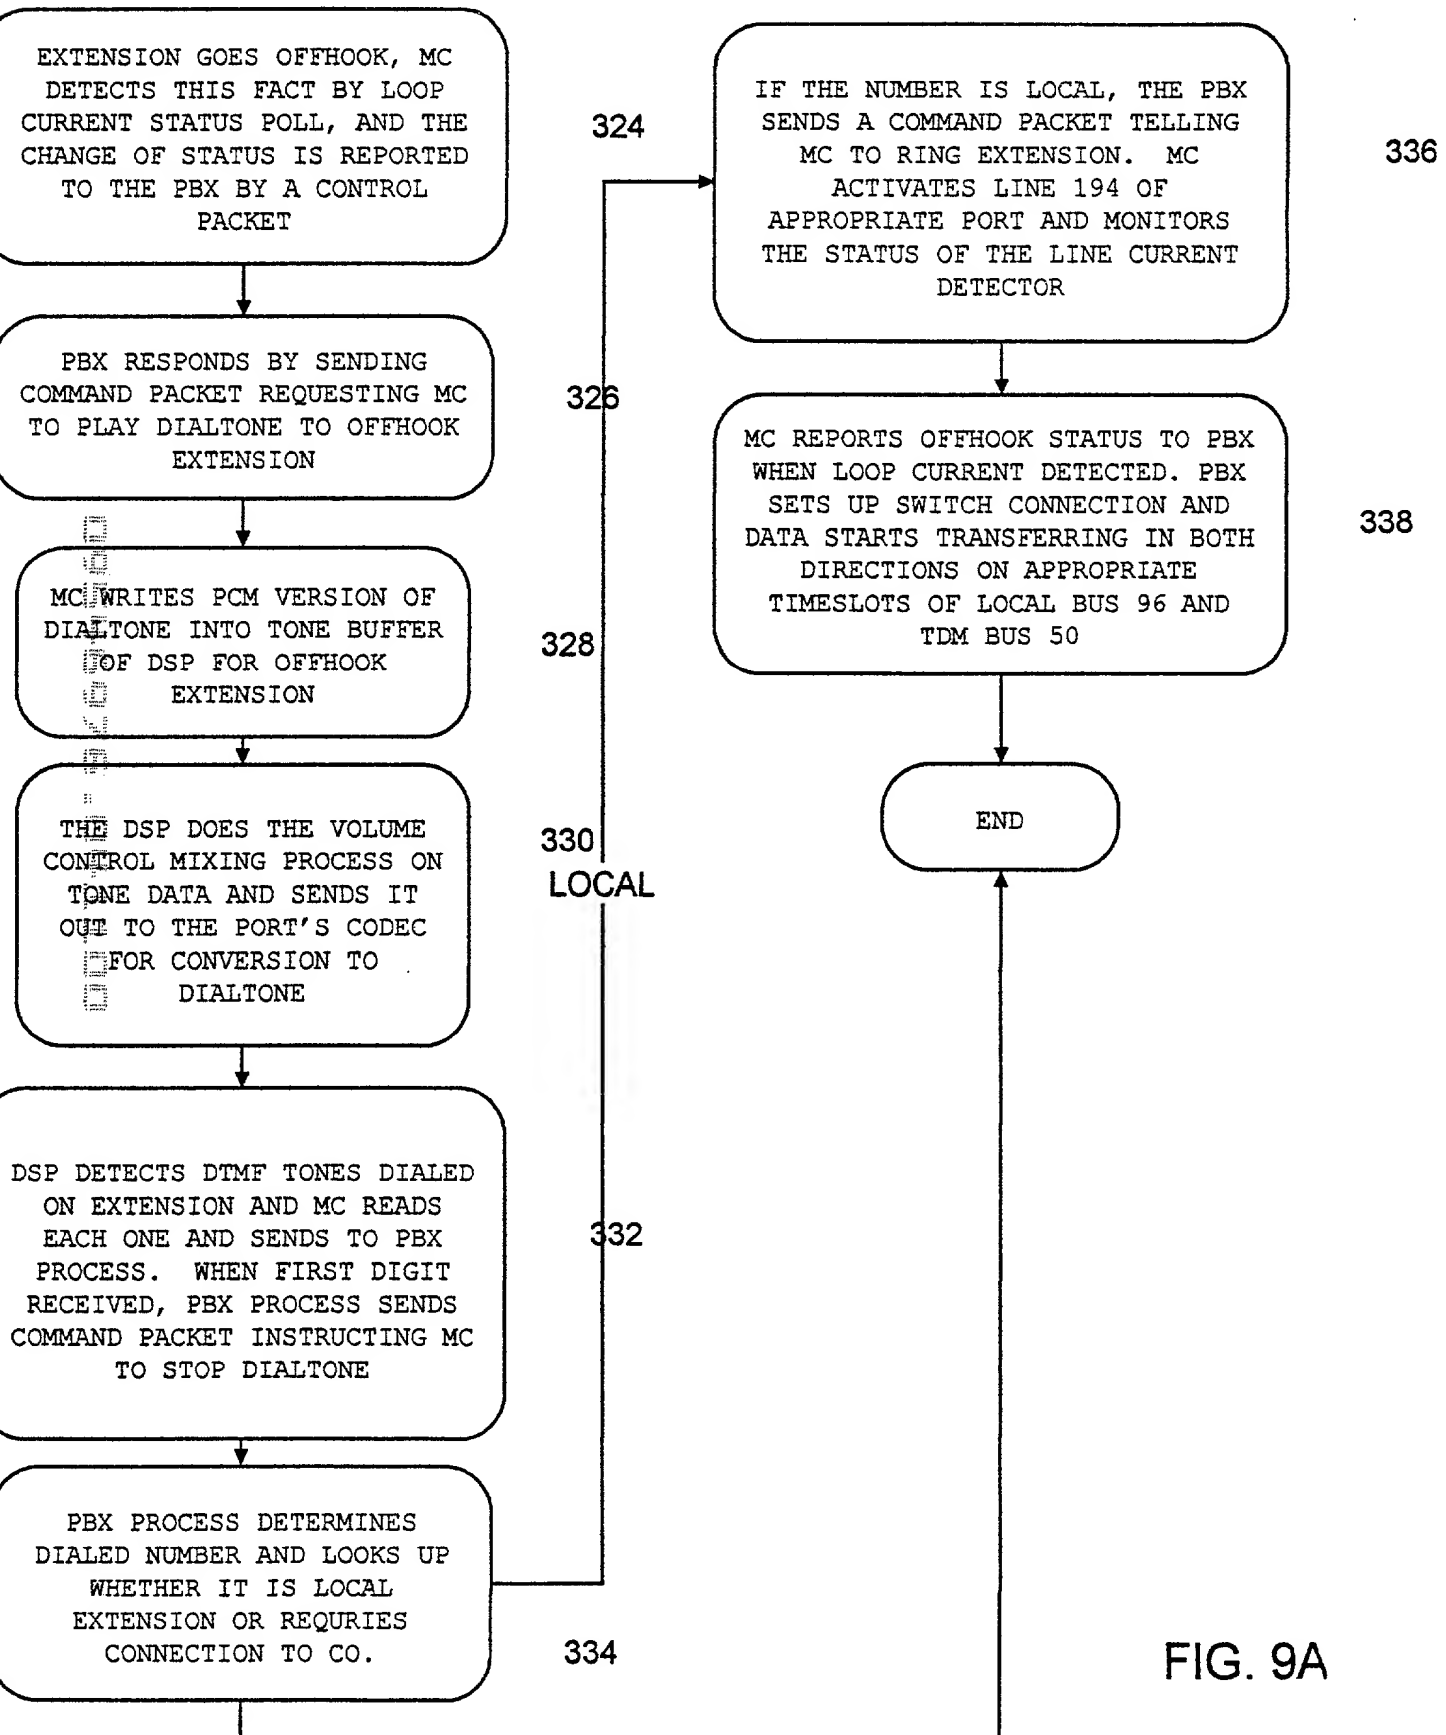 EXTENSION GOES OFFHOOK, MC
DETECTS THIS FACT BY LOOP
CURRENT STATUS POLL, AND THE
CHANGE OF STATUS IS REPORTED
TO THE PBX BY A CONTROL
PACKET
324
PBX RESPONDS BY SENDING
COMMAND PACKET REQUESTING MC
TO PLAY DIALTONE TO OFFHOOK
EXTENSION
326
MC WRITES PCM VERSION OF
DIALTONE INTO TONE BUFFER
OF DSP FOR OFFHOOK
EXTENSION
328
THE DSP DOES THE VOLUME
CONTROL MIXING PROCESS ON
TONE DATA AND SENDS IT
OUT TO THE PORT'S CODEC
FOR CONVERSION TO
DIALTONE
330
LOCAL
DSP DETECTS DTMF TONES DIALED
ON EXTENSION AND MC READS
EACH ONE AND SENDS TO PBX
PROCESS. WHEN FIRST DIGIT
RECEIVED, PBX PROCESS SENDS
COMMAND PACKET INSTRUCTING MC
TO STOP DIALTONE
332
PBX PROCESS DETERMINES
DIALED NUMBER AND LOOKS UP
WHETHER IT IS LOCAL
EXTENSION OR REQURIES
CONNECTION TO CO.
334
IF THE NUMBER IS LOCAL, THE PBX
SENDS A COMMAND PACKET TELLING
MC TO RING EXTENSION. MC
ACTIVATES LINE 194 OF
APPROPRIATE PORT AND MONITORS
THE STATUS OF THE LINE CURRENT
DETECTOR
336
MC REPORTS OFFHOOK STATUS TO PBX
WHEN LOOP CURRENT DETECTED. PBX
SETS UP SWITCH CONNECTION AND
DATA STARTS TRANSFERRING IN BOTH
DIRECTIONS ON APPROPRIATE
TIMESLOTS OF LOCAL BUS 96 AND
TDM BUS 50
338
END
FIG. 9A